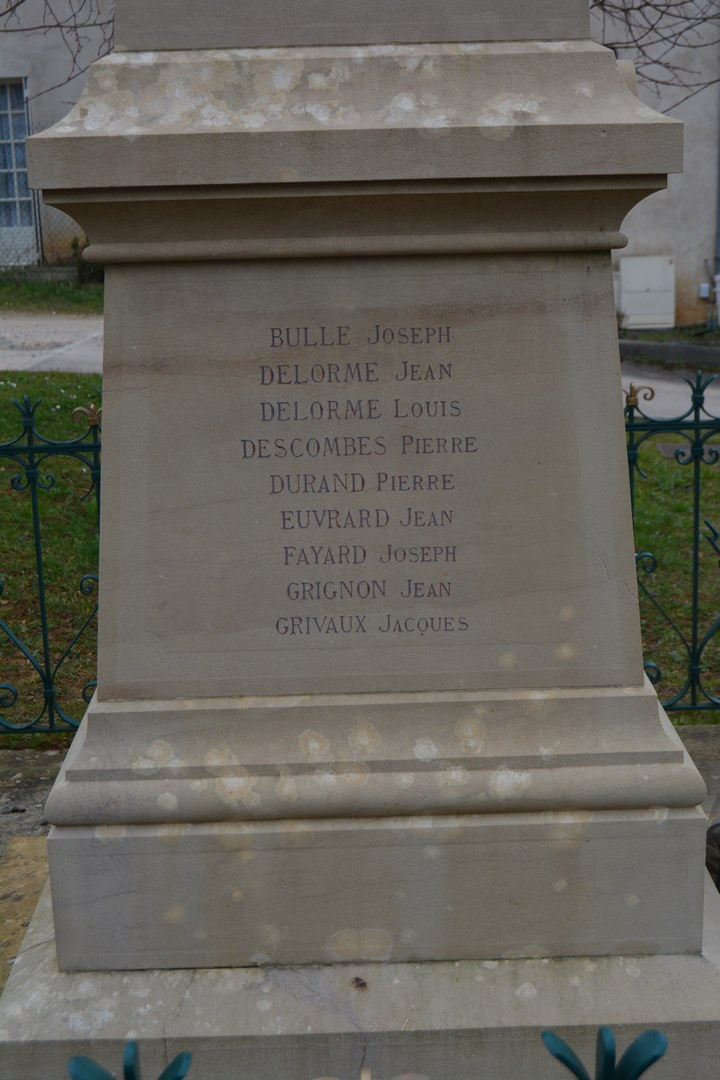 BULLE JOSEPH
DELORME JEAN
DELORME LOUIS
DESCOMBES PIERRE
DURAND PIERRE
EUVRARD JEAN
FAYARD JOSEPH
GRIGNON JEAN
GRIVAUX JACQUES